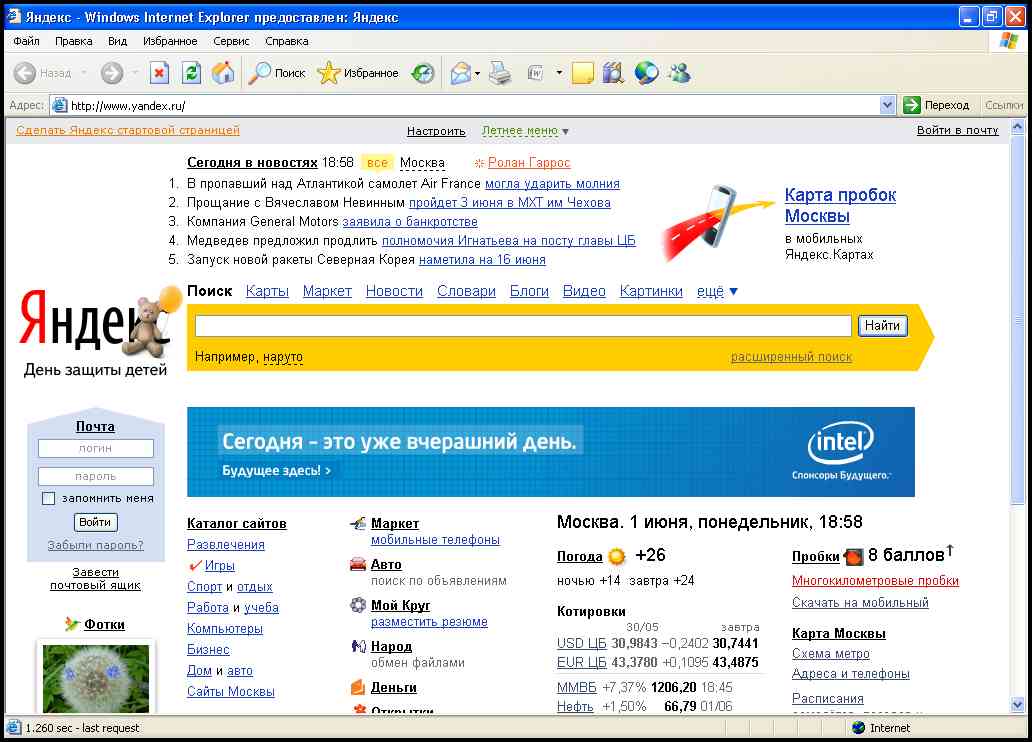 Яндекс - Windows Internet Explorer предоставлен: Яндекс
Файл Правка Вид Избранное Сервис Справка
Назад Поиск Избранное
Адрес: http://www.yandex.ru/ Переход Ссылки
Сделать Яндекс стартовой страницей Настроить Летнее меню ▼ Войти в почту
Сегодня в новостях 18:58 все Москва Ролан Гаррос
1. В пропавший над Атлантикой самолет Air France могла ударить молния
2. Прощание с Вячеславом Невинным пройдет 3 июня в МХТ им Чехова
3. Компания General Motors заявила о банкротстве
4. Медведев предложил продлить полномочия Игнатьева на посту главы ЦБ
5. Запуск новой ракеты Северная Корея наметила на 16 июня
Карта пробок
Москвы
в мобильных
Яндекс.Картах
Поиск Карты Маркет Новости Словари Блоги Видео Картинки ещё ▼
Яндекс
День защиты детей
Найти
Например, наруто расширенный поиск
Почта
логин
пароль
запомнить меня
Войти
Забыли пароль?
Завести
почтовый ящик
Фотки
Сегодня – это уже вчерашний день.
Будущее здесь! ›
intel
Спонсоры Будущего.™
Каталог сайтов
Развлечения
Игры
Спорт и отдых
Работа и учеба
Компьютеры
Бизнес
Дом и авто
Сайты Москвы
Маркет
мобильные телефоны
Авто
поиск по объявлениям
Мой Круг
разместить резюме
Народ
обмен файлами
Деньги
Открытки
Москва. 1 июня, понедельник, 18:58
Погода +26
ночью +14 завтра +24
Котировки
30/05 завтра
USD ЦБ 30,9843 −0,2402 30,7441
EUR ЦБ 43,3780 +0,1095 43,4875
ММВБ +7,37% 1206,20 18:45
Нефть +1,50% 66,79 01/06
Пробки 8 баллов↑
Многокилометровые пробки
Скачать на мобильный
Карта Москвы
Схема метро
Адреса и телефоны
Расписания
1.260 sec - last request Internet